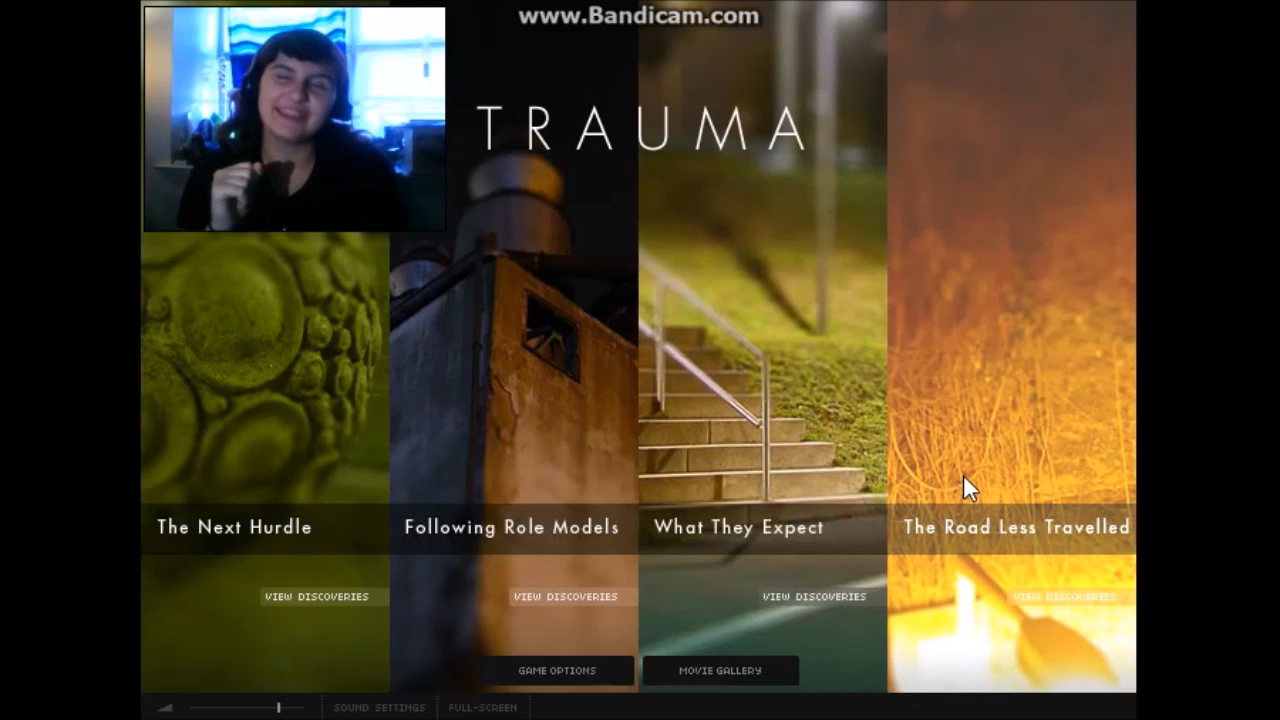 www.Bandicam.com
TRAUMA
The Next Hurdle
Following Role Models
What They Expect
The Road Less Travelled
VIEW DISCOVERIES
VIEW DISCOVERIES
VIEW DISCOVERIES
VIEW DISCOVERIES
GAME OPTIONS
MOVIE GALLERY
SOUND SETTINGS
FULL-SCREEN